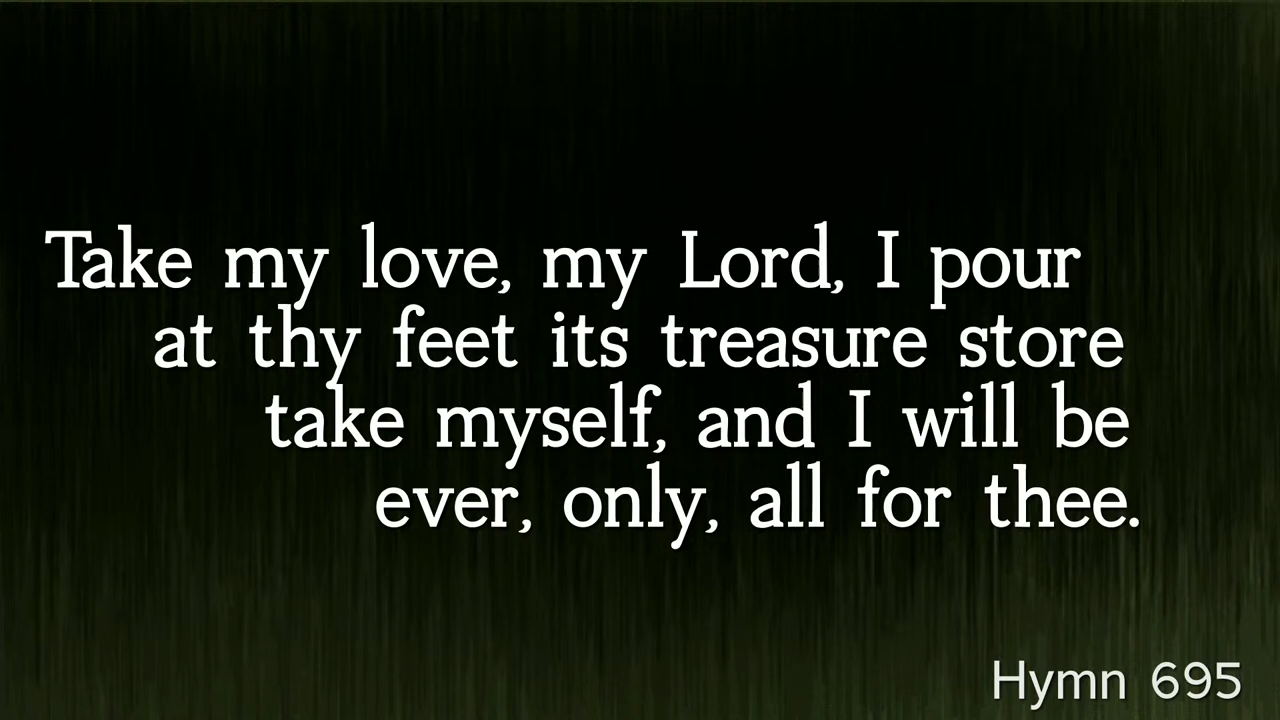 Take my love, my Lord, I pour
at thy feet its treasure store
take myself, and I will be
ever, only, all for thee.
Hymn 695